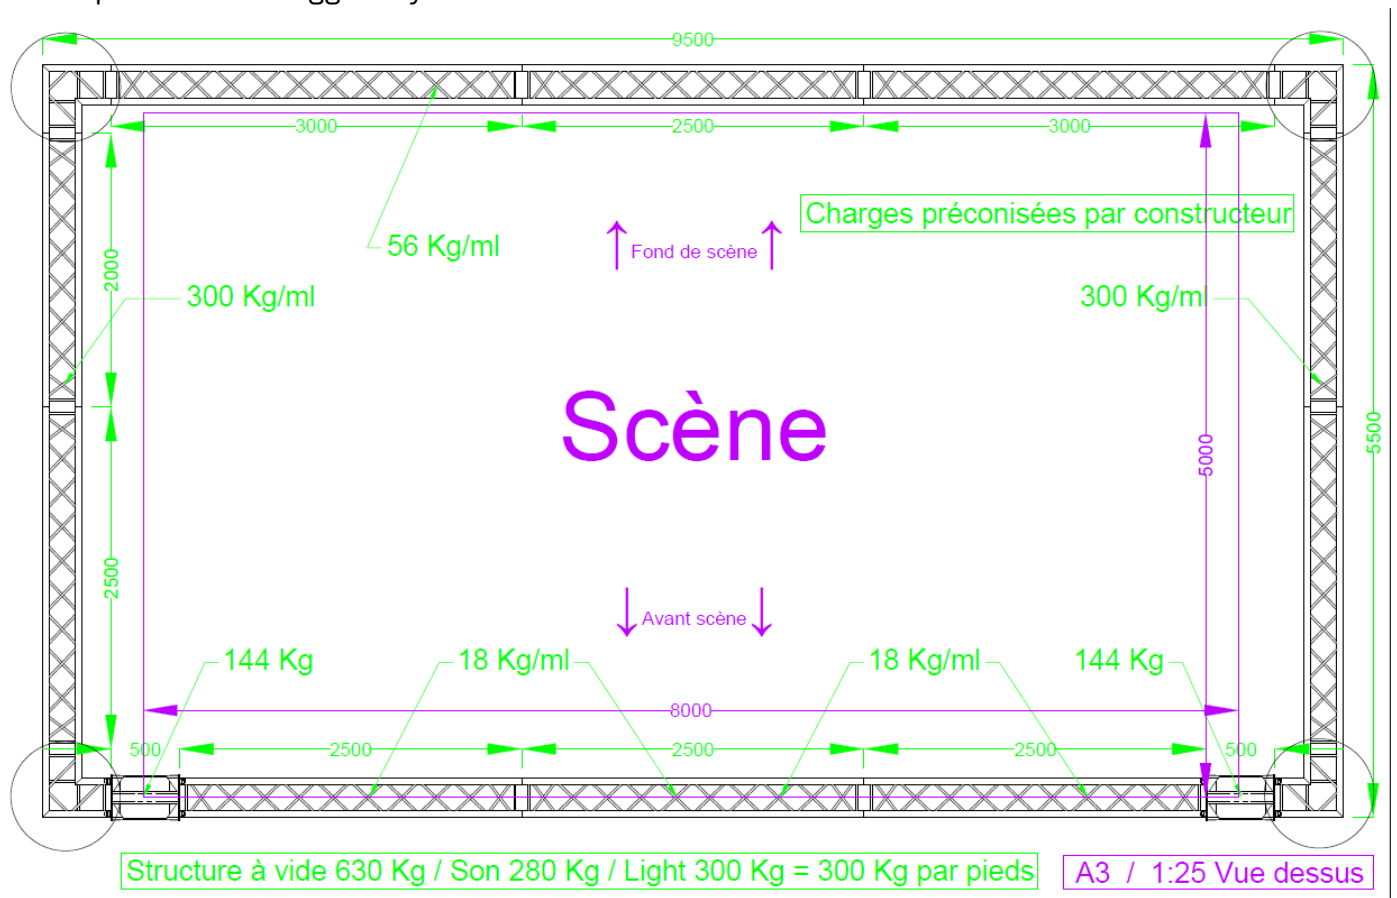 9500
3000
2500
3000
Charges préconisées par constructeur
56 Kg/ml
Fond de scène
2000
300 Kg/ml
300 Kg/ml
Scène
5000
5500
2500
Avant scène
144 Kg
18 Kg/ml
18 Kg/ml
144 Kg
8000
500
2500
2500
2500
500
Structure à vide 630 Kg / Son 280 Kg / Light 300 Kg = 300 Kg par pieds
A3 / 1:25 Vue dessus